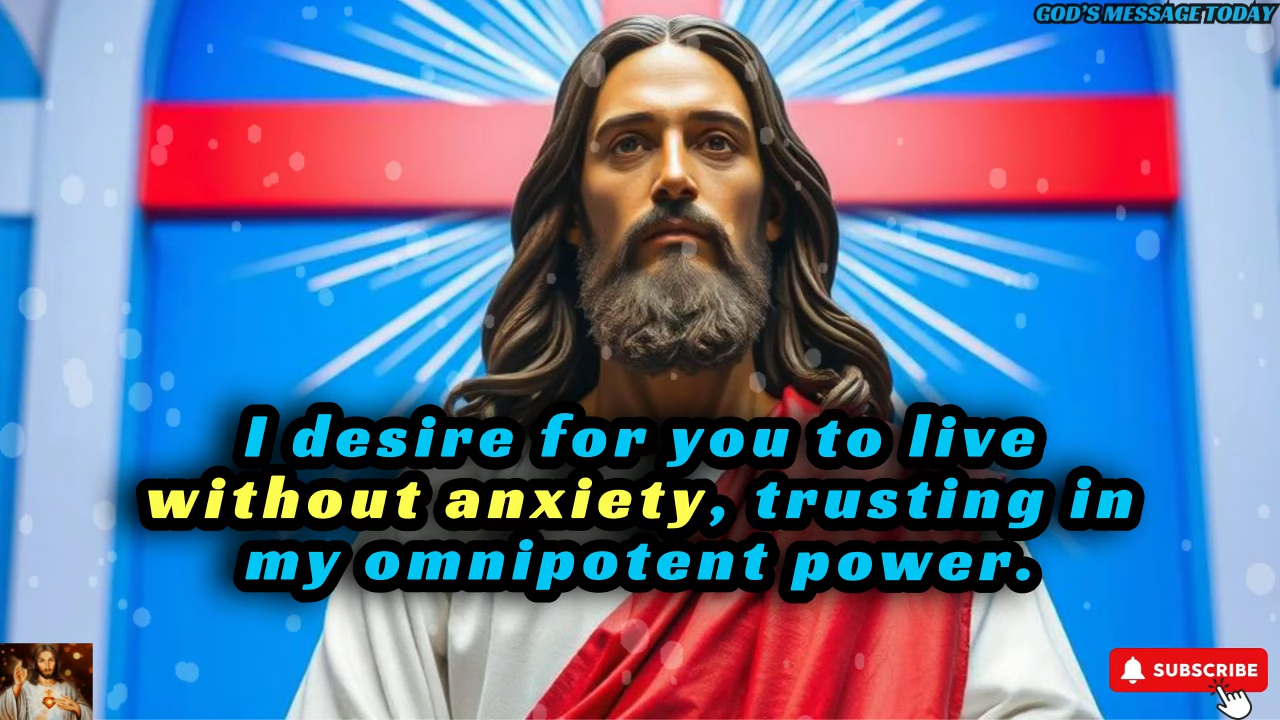 GOD'S MESSAGE TODAY
I desire for you to live
without anxiety, trusting in
my omnipotent power.
SUBSCRIBE